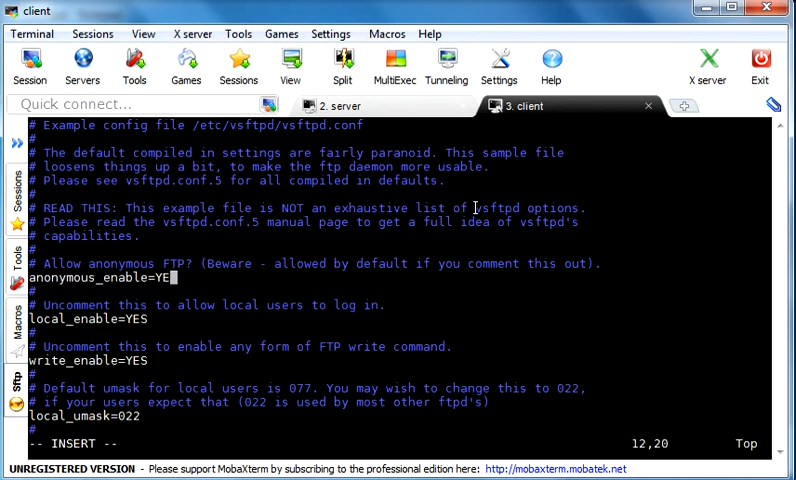 client
Terminal Sessions View X server Tools Games Settings Macros Help
Session Servers Tools Games Sessions View Split MultiExec Tunneling Settings Help X server Exit
Quick connect...
2. server
3. client
Sessions
Tools
Macros
Sftp
# Example config file /etc/vsftpd/vsftpd.conf
#
# The default compiled in settings are fairly paranoid. This sample file
# loosens things up a bit, to make the ftp daemon more usable.
# Please see vsftpd.conf.5 for all compiled in defaults.
#
# READ THIS: This example file is NOT an exhaustive list of vsftpd options.
# Please read the vsftpd.conf.5 manual page to get a full idea of vsftpd's
# capabilities.
#
# Allow anonymous FTP? (Beware - allowed by default if you comment this out).
anonymous_enable=YE
#
# Uncomment this to allow local users to log in.
local_enable=YES
#
# Uncomment this to enable any form of FTP write command.
write_enable=YES
#
# Default umask for local users is 077. You may wish to change this to 022,
# if your users expect that (022 is used by most other ftpd's)
local_umask=022
#
-- INSERT -- 12,20 Top
UNREGISTERED VERSION - Please support MobaXterm by subscribing to the professional edition here: http://mobaxterm.mobatek.net